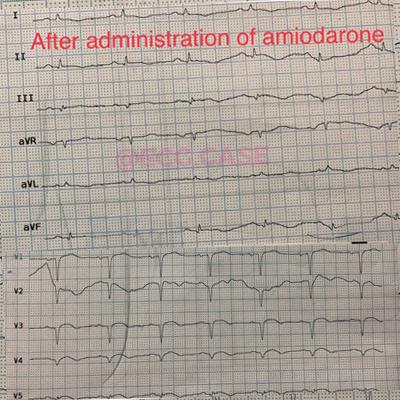 I
After administration of amiodarone
II
III
aVR
@ECG.CASE
aVL
aVF
V1
V2
V3
V4
V5